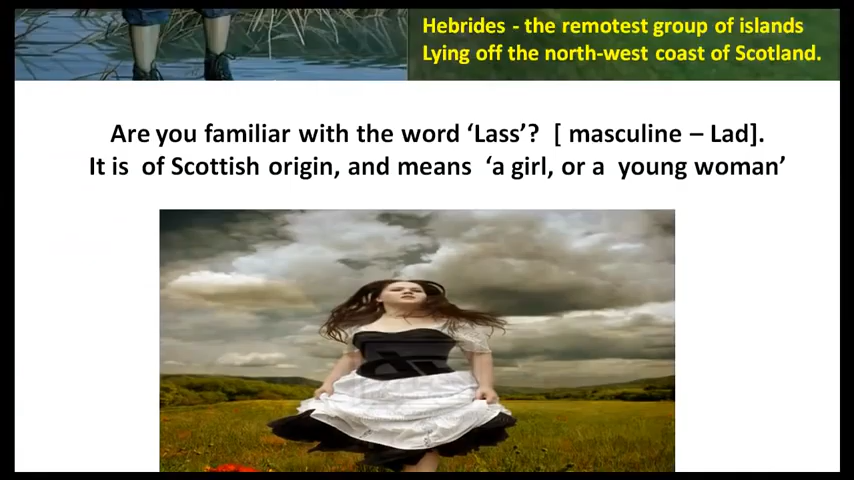 Hebrides - the remotest group of islands
Lying off the north-west coast of Scotland.
Are you familiar with the word ‘Lass’? [ masculine – Lad].
It is of Scottish origin, and means ‘a girl, or a young woman’